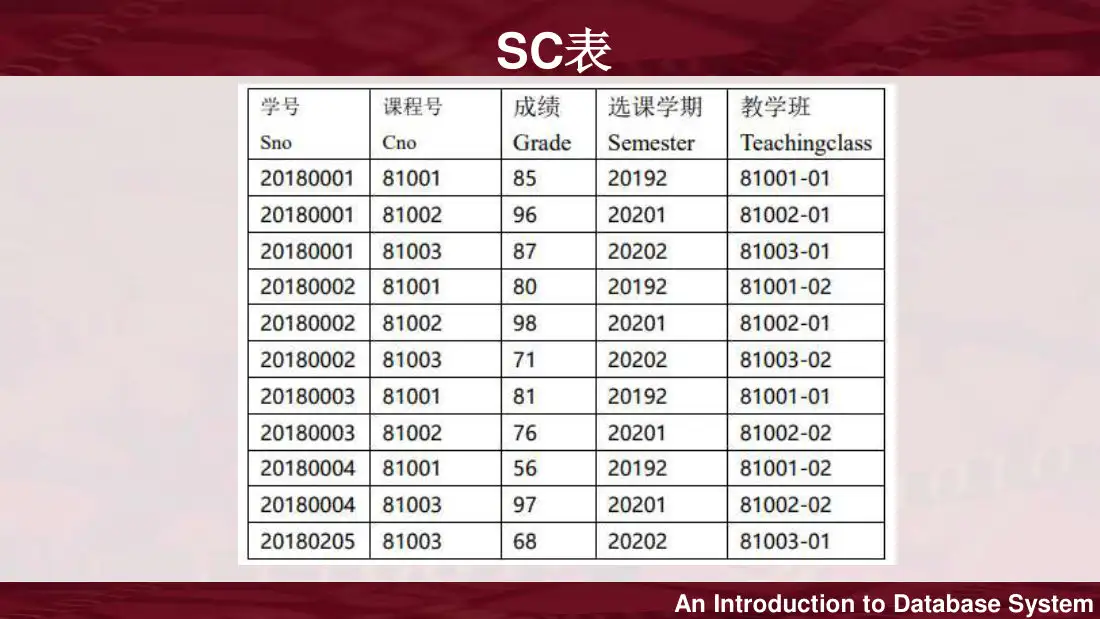 SC表
学号 课程号 成绩 选课学期 教学班
Sno Cno Grade Semester Teachingclass
20180001 81001 85 20192 81001-01
20180001 81002 96 20201 81002-01
20180001 81003 87 20202 81003-01
20180002 81001 80 20192 81001-02
20180002 81002 98 20201 81002-01
20180002 81003 71 20202 81003-02
20180003 81001 81 20192 81001-01
20180003 81002 76 20201 81002-02
20180004 81001 56 20192 81001-02
20180004 81003 97 20201 81002-02
20180205 81003 68 20202 81003-01
An Introduction to Database System